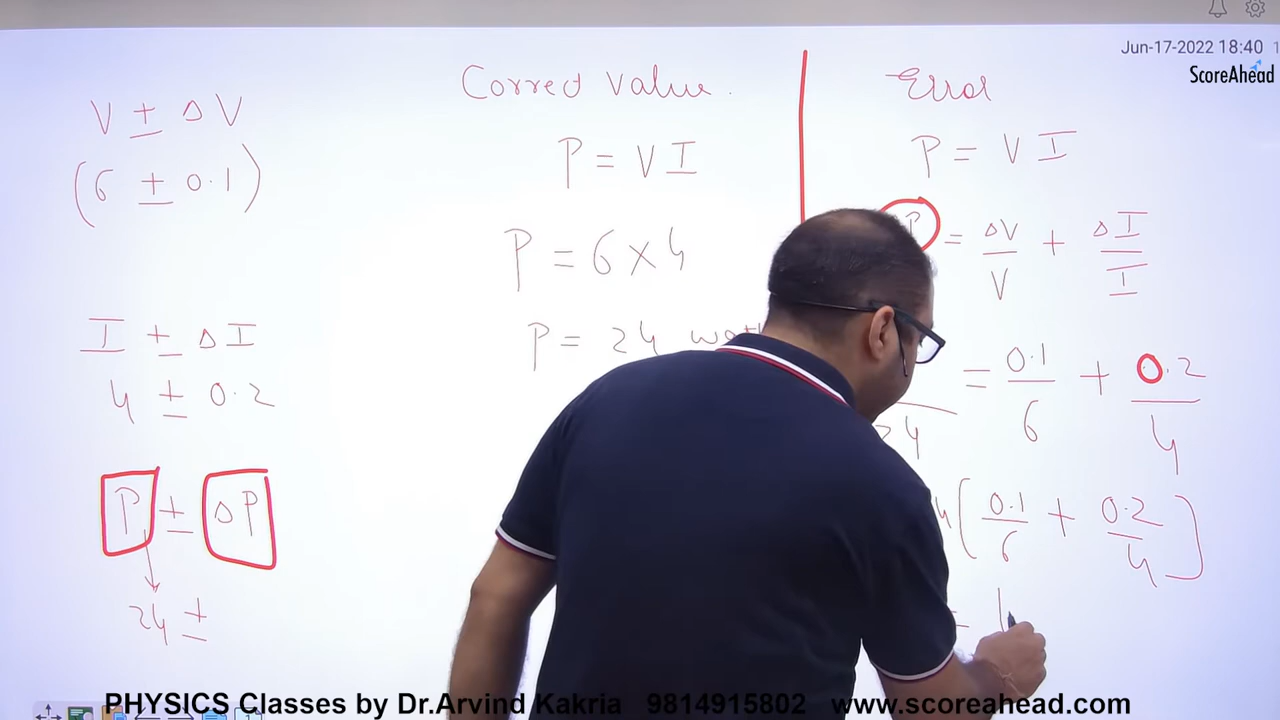 Jun-17-2022 18:40
ScoreAhead
V ± ΔV
(6 ± 0.1)
I ± ΔI
4 ± 0.2
P ± ΔP
24 ±
Correct value.
P = V I
P = 6 × 4
P = 24
Error
P = V I
P = ΔV/V + ΔI/I
24 = 0.1/6 + 0.2/4
(0.1/6 + 0.2/4)
=
PHYSICS Classes by Dr.Arvind Kakria 9814915802 www.scoreahead.com